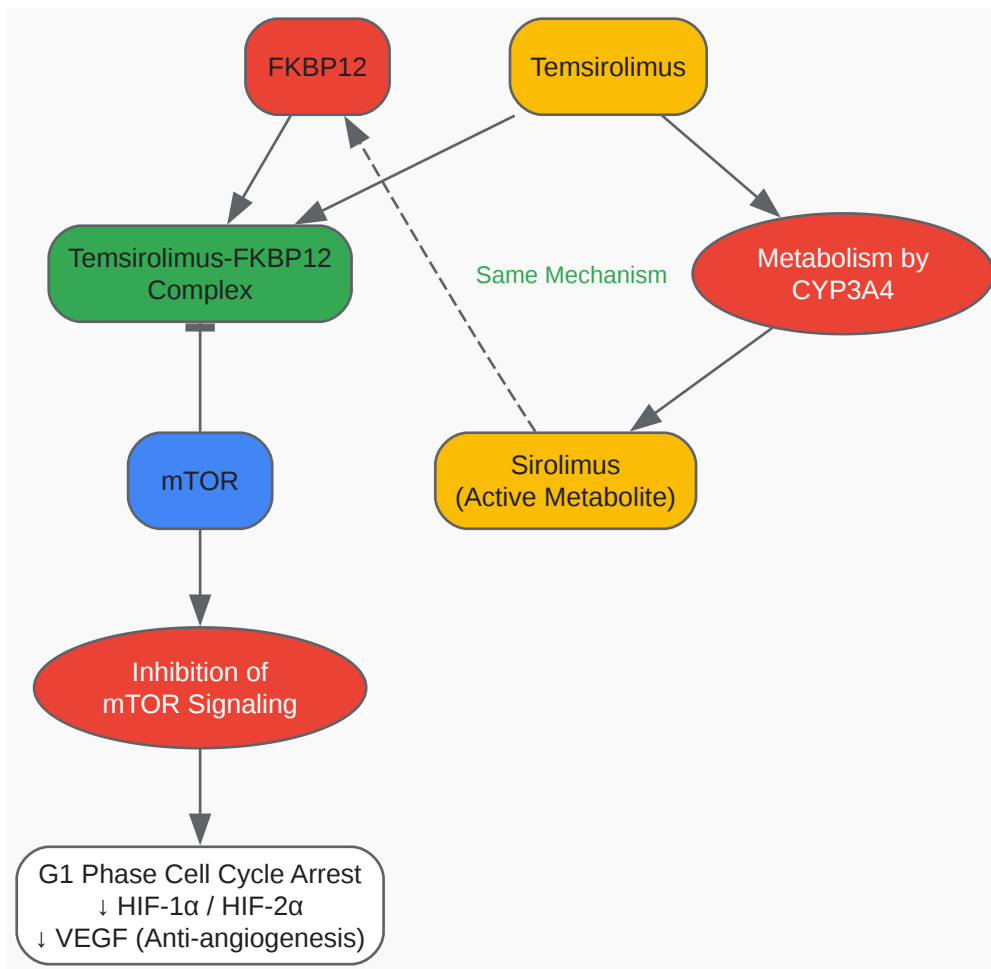 FKBP12
Temsirolimus
Temsirolimus-FKBP12
Complex
Same Mechanism
Metabolism by
CYP3A4
mTOR
Sirolimus
(Active Metabolite)
Inhibition of
mTOR Signaling
G1 Phase Cell Cycle Arrest
↓ HIF-1α / HIF-2α
↓ VEGF (Anti-angiogenesis)